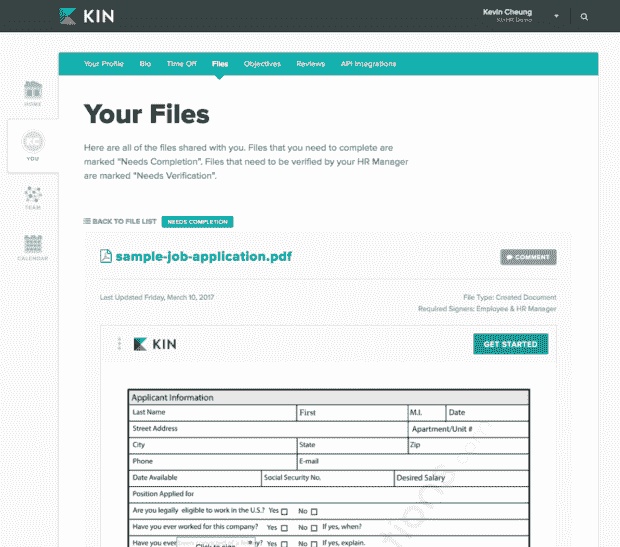 KIN
Kevin Cheung
KinHR Demo
Your Profile Bio Time Off Files Objectives Reviews API Integrations
HOME
YOU
TEAM
CALENDAR
Your Files
Here are all of the files shared with you. Files that you need to complete are
marked “Needs Completion”. Files that need to be verified by your HR Manager
are marked “Needs Verification”.
BACK TO FILE LIST NEEDS COMPLETION
sample-job-application.pdf COMMENT
Last Updated Friday, March 10, 2017 File Type: Created Document
Required Signers: Employee & HR Manager
KIN GET STARTED
Applicant Information
Last Name First M.I. Date
Street Address Apartment/Unit #
City State Zip
Phone E-mail
Date Available Social Security No. Desired Salary
Position Applied for
Are you legally eligible to work in the U.S.? Yes No
Have you ever worked for this company? Yes No If yes, when?
Have you ever Yes No If yes, explain.
Click to sign